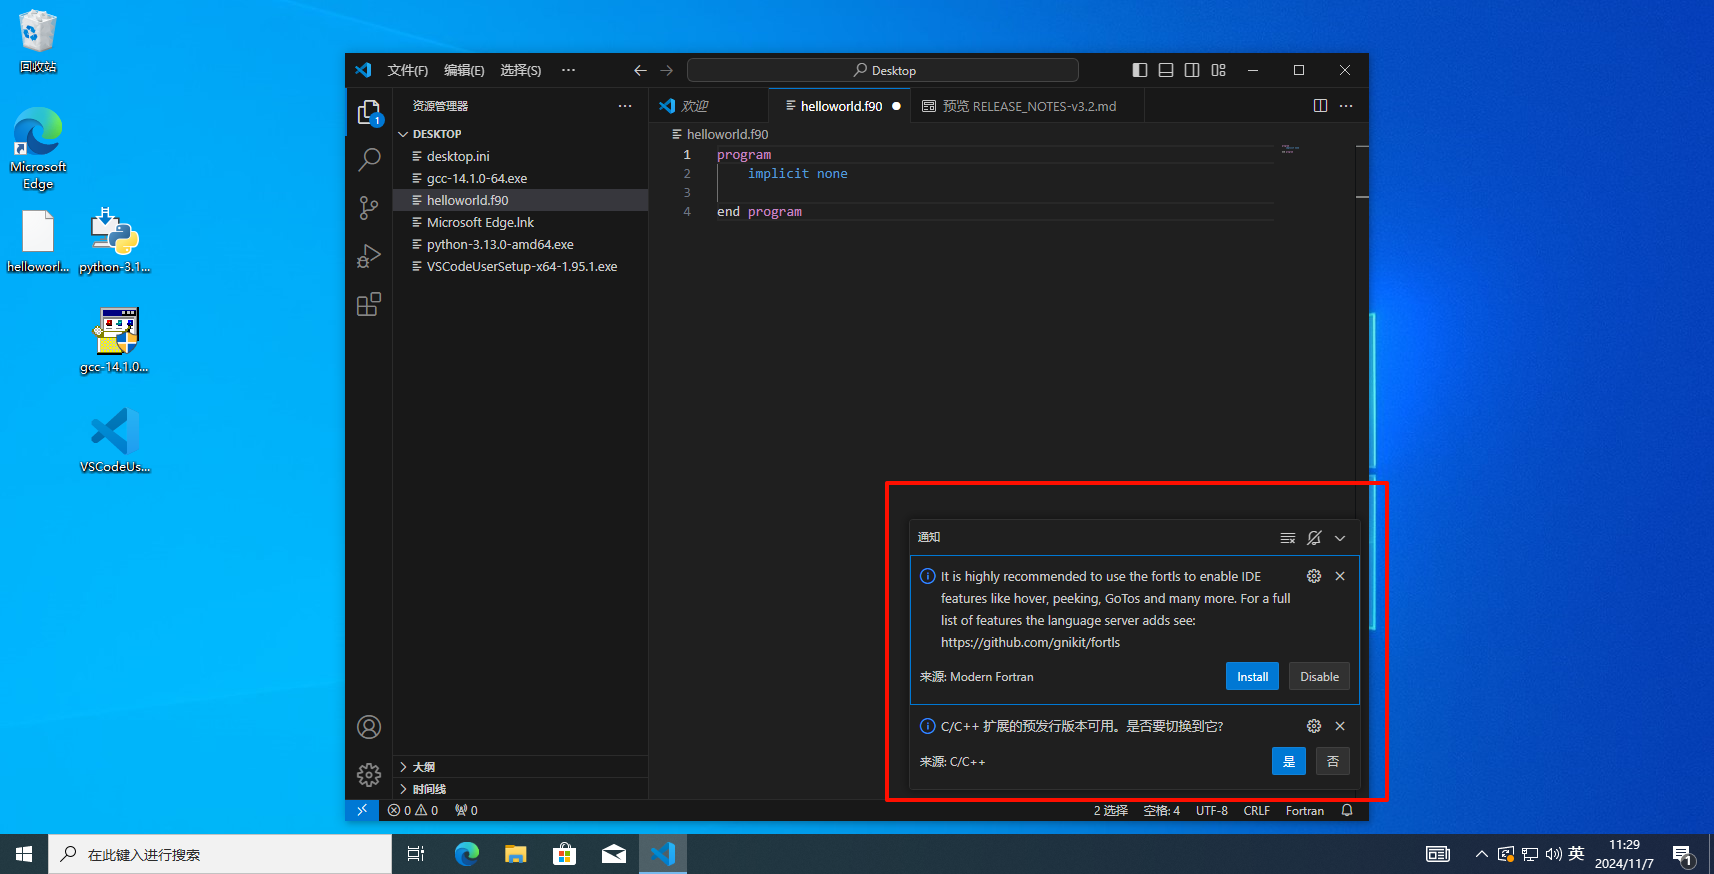 回收站
Microsoft
Edge
helloworl...
python-3.1...
gcc-14.1.0...
VSCodeUs...
文件(F) 编辑(E) 选择(S) ···
Desktop
资源管理器
欢迎
helloworld.f90
预览 RELEASE_NOTES-v3.2.md
1
DESKTOP
desktop.ini
gcc-14.1.0-64.exe
helloworld.f90
Microsoft Edge.lnk
python-3.13.0-amd64.exe
VSCodeUserSetup-x64-1.95.1.exe
大纲
时间线
helloworld.f90
1 program
2 implicit none
3
4 end program
通知
It is highly recommended to use the fortls to enable IDE
features like hover, peeking, GoTos and many more. For a full
list of features the language server adds see:
https://github.com/gnikit/fortls
来源: Modern Fortran
Install
Disable
C/C++ 扩展的预发行版本可用。是否要切换到它?
来源: C/C++
是
否
0 0 0
2 选择 空格: 4 UTF-8 CRLF Fortran
在此键入进行搜索
英
11:29
2024/11/7
1